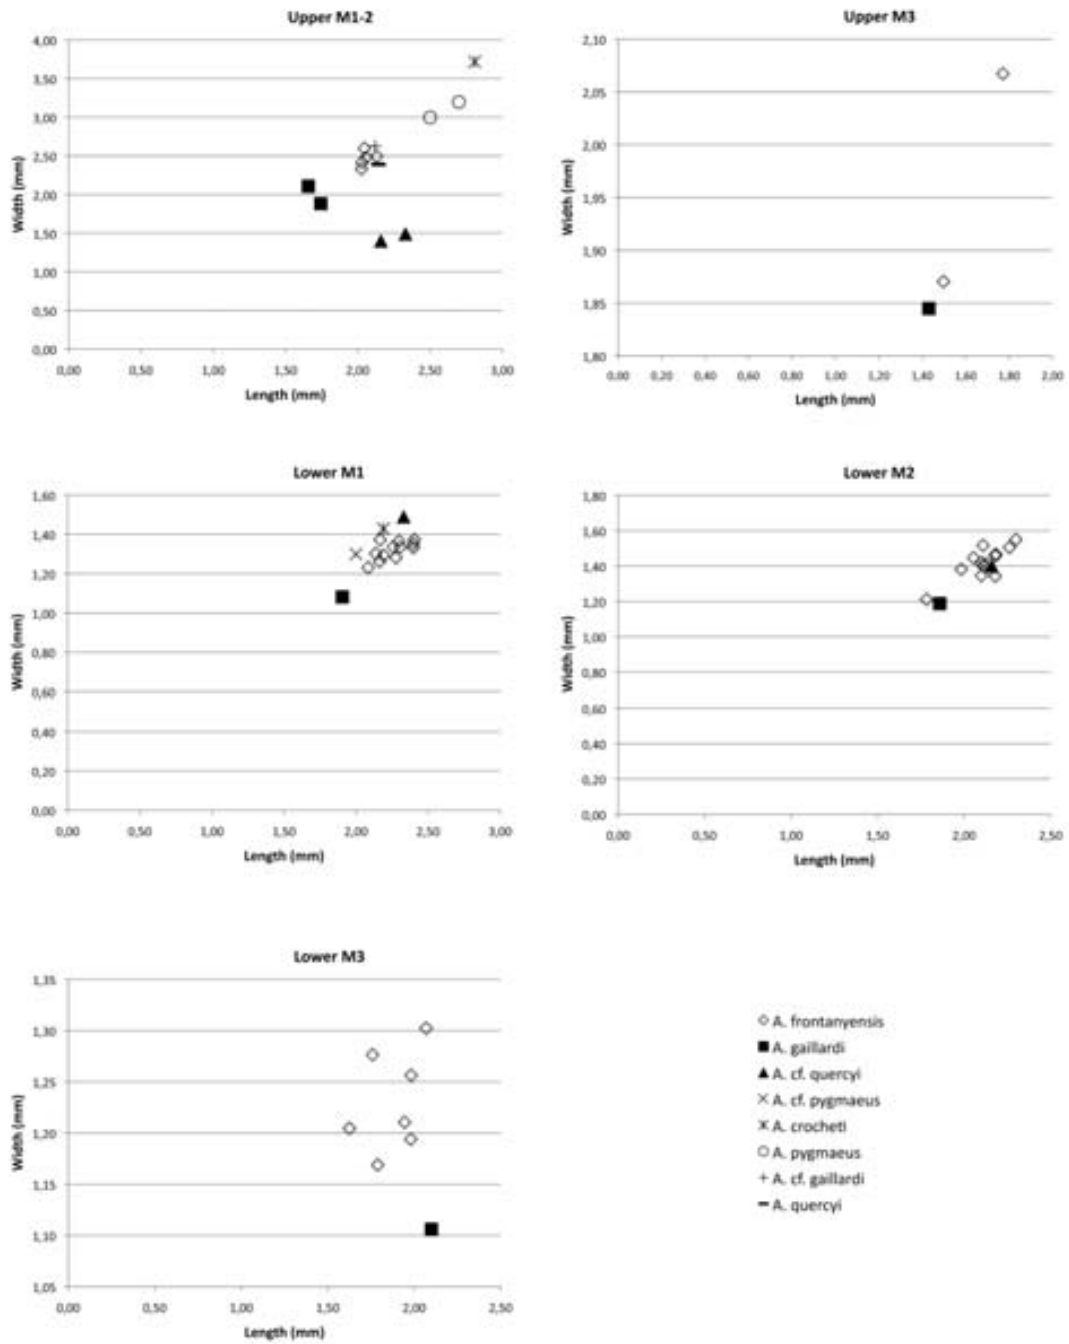 Upper M1-2
4,00
3,50
3,00
2,50
2,00
1,50
1,00
0,50
0,00
Width (mm)
0,00 0,50 1,00 1,50 2,00 2,50 3,00
Length (mm)
Upper M3
2,10
2,05
2,00
1,95
1,90
1,85
1,80
Width (mm)
0,00 0,20 0,40 0,60 0,80 1,00 1,20 1,40 1,60 1,80 2,00
Length (mm)
Lower M1
1,60
1,40
1,20
1,00
0,80
0,60
0,40
0,20
0,00
Width (mm)
0,00 0,50 1,00 1,50 2,00 2,50 3,00
Length (mm)
Lower M2
1,80
1,60
1,40
1,20
1,00
0,80
0,60
0,40
0,20
0,00
Width (mm)
0,00 0,50 1,00 1,50 2,00 2,50
Length (mm)
Lower M3
1,35
1,30
1,25
1,20
1,15
1,10
1,05
Width (mm)
0,00 0,50 1,00 1,50 2,00 2,50
Length (mm)
A. frontanyensis
A. gaillardi
A. cf. quercyi
A. cf. pygmaeus
A. crocheti
A. pygmaeus
A. cf. gaillardi
A. quercyi